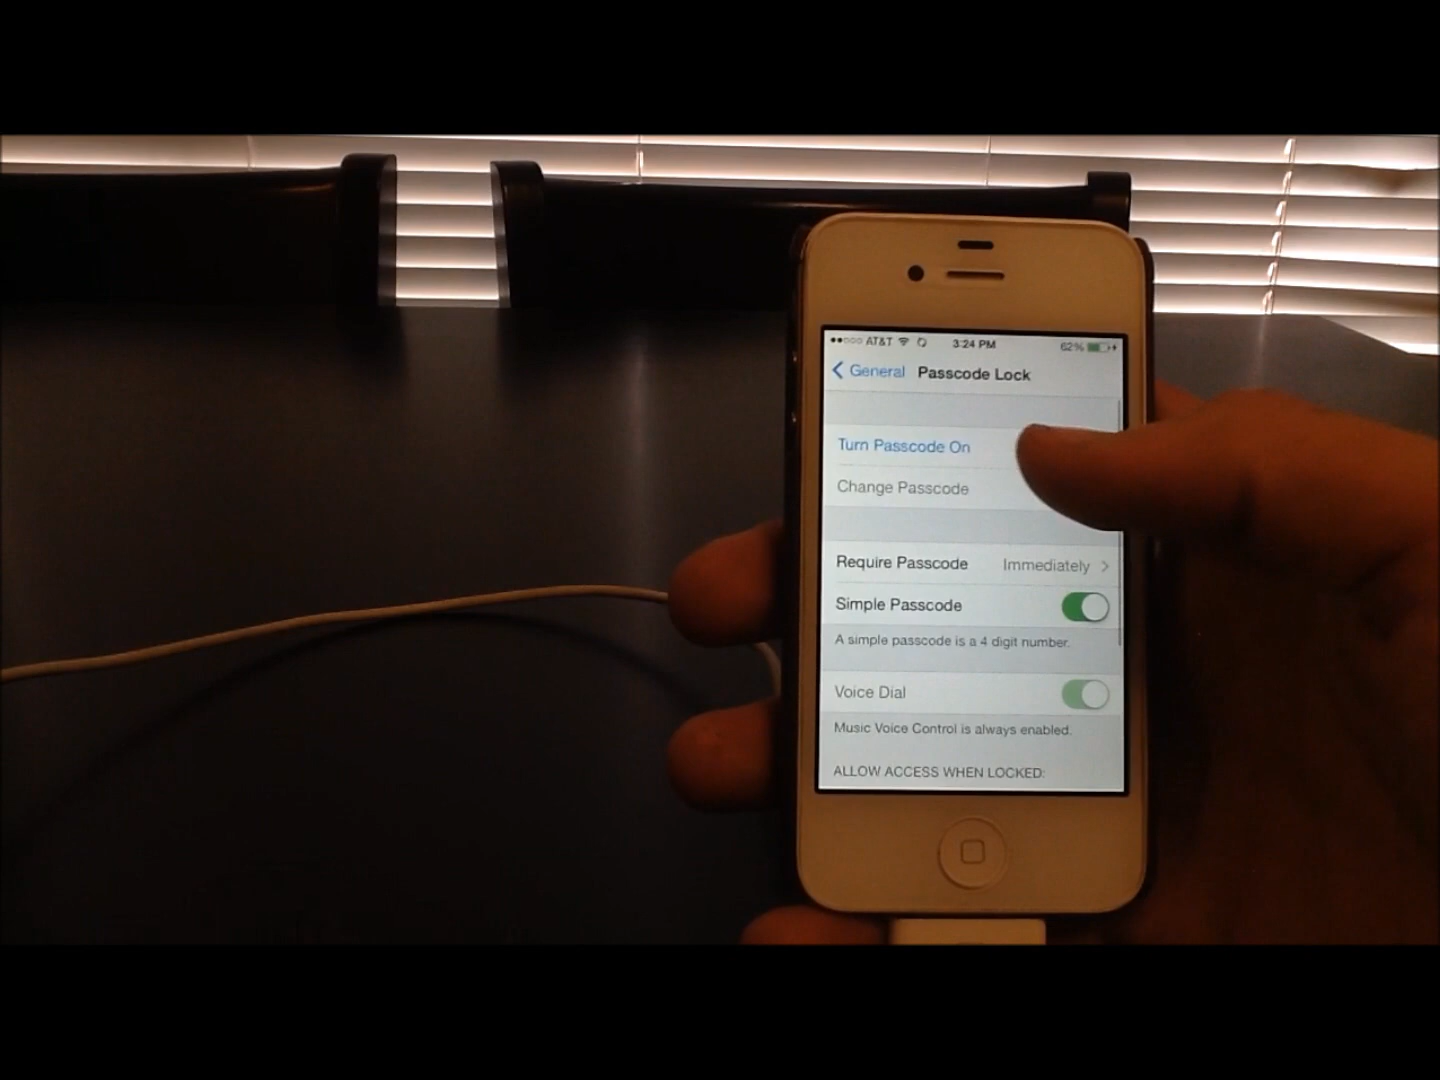 AT&T 3:24 PM 62%
General Passcode Lock
Turn Passcode On
Change Passcode
Require Passcode Immediately
Simple Passcode
A simple passcode is a 4 digit number.
Voice Dial
Music Voice Control is always enabled.
ALLOW ACCESS WHEN LOCKED: